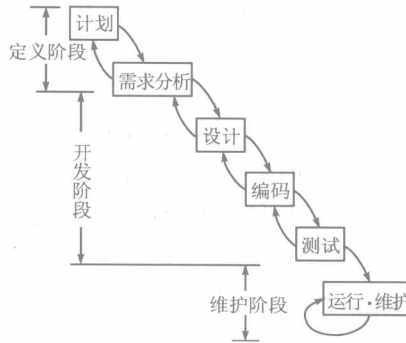 计划
定义阶段
需求分析
设计
开发阶段
编码
测试
运行·维护
维护阶段